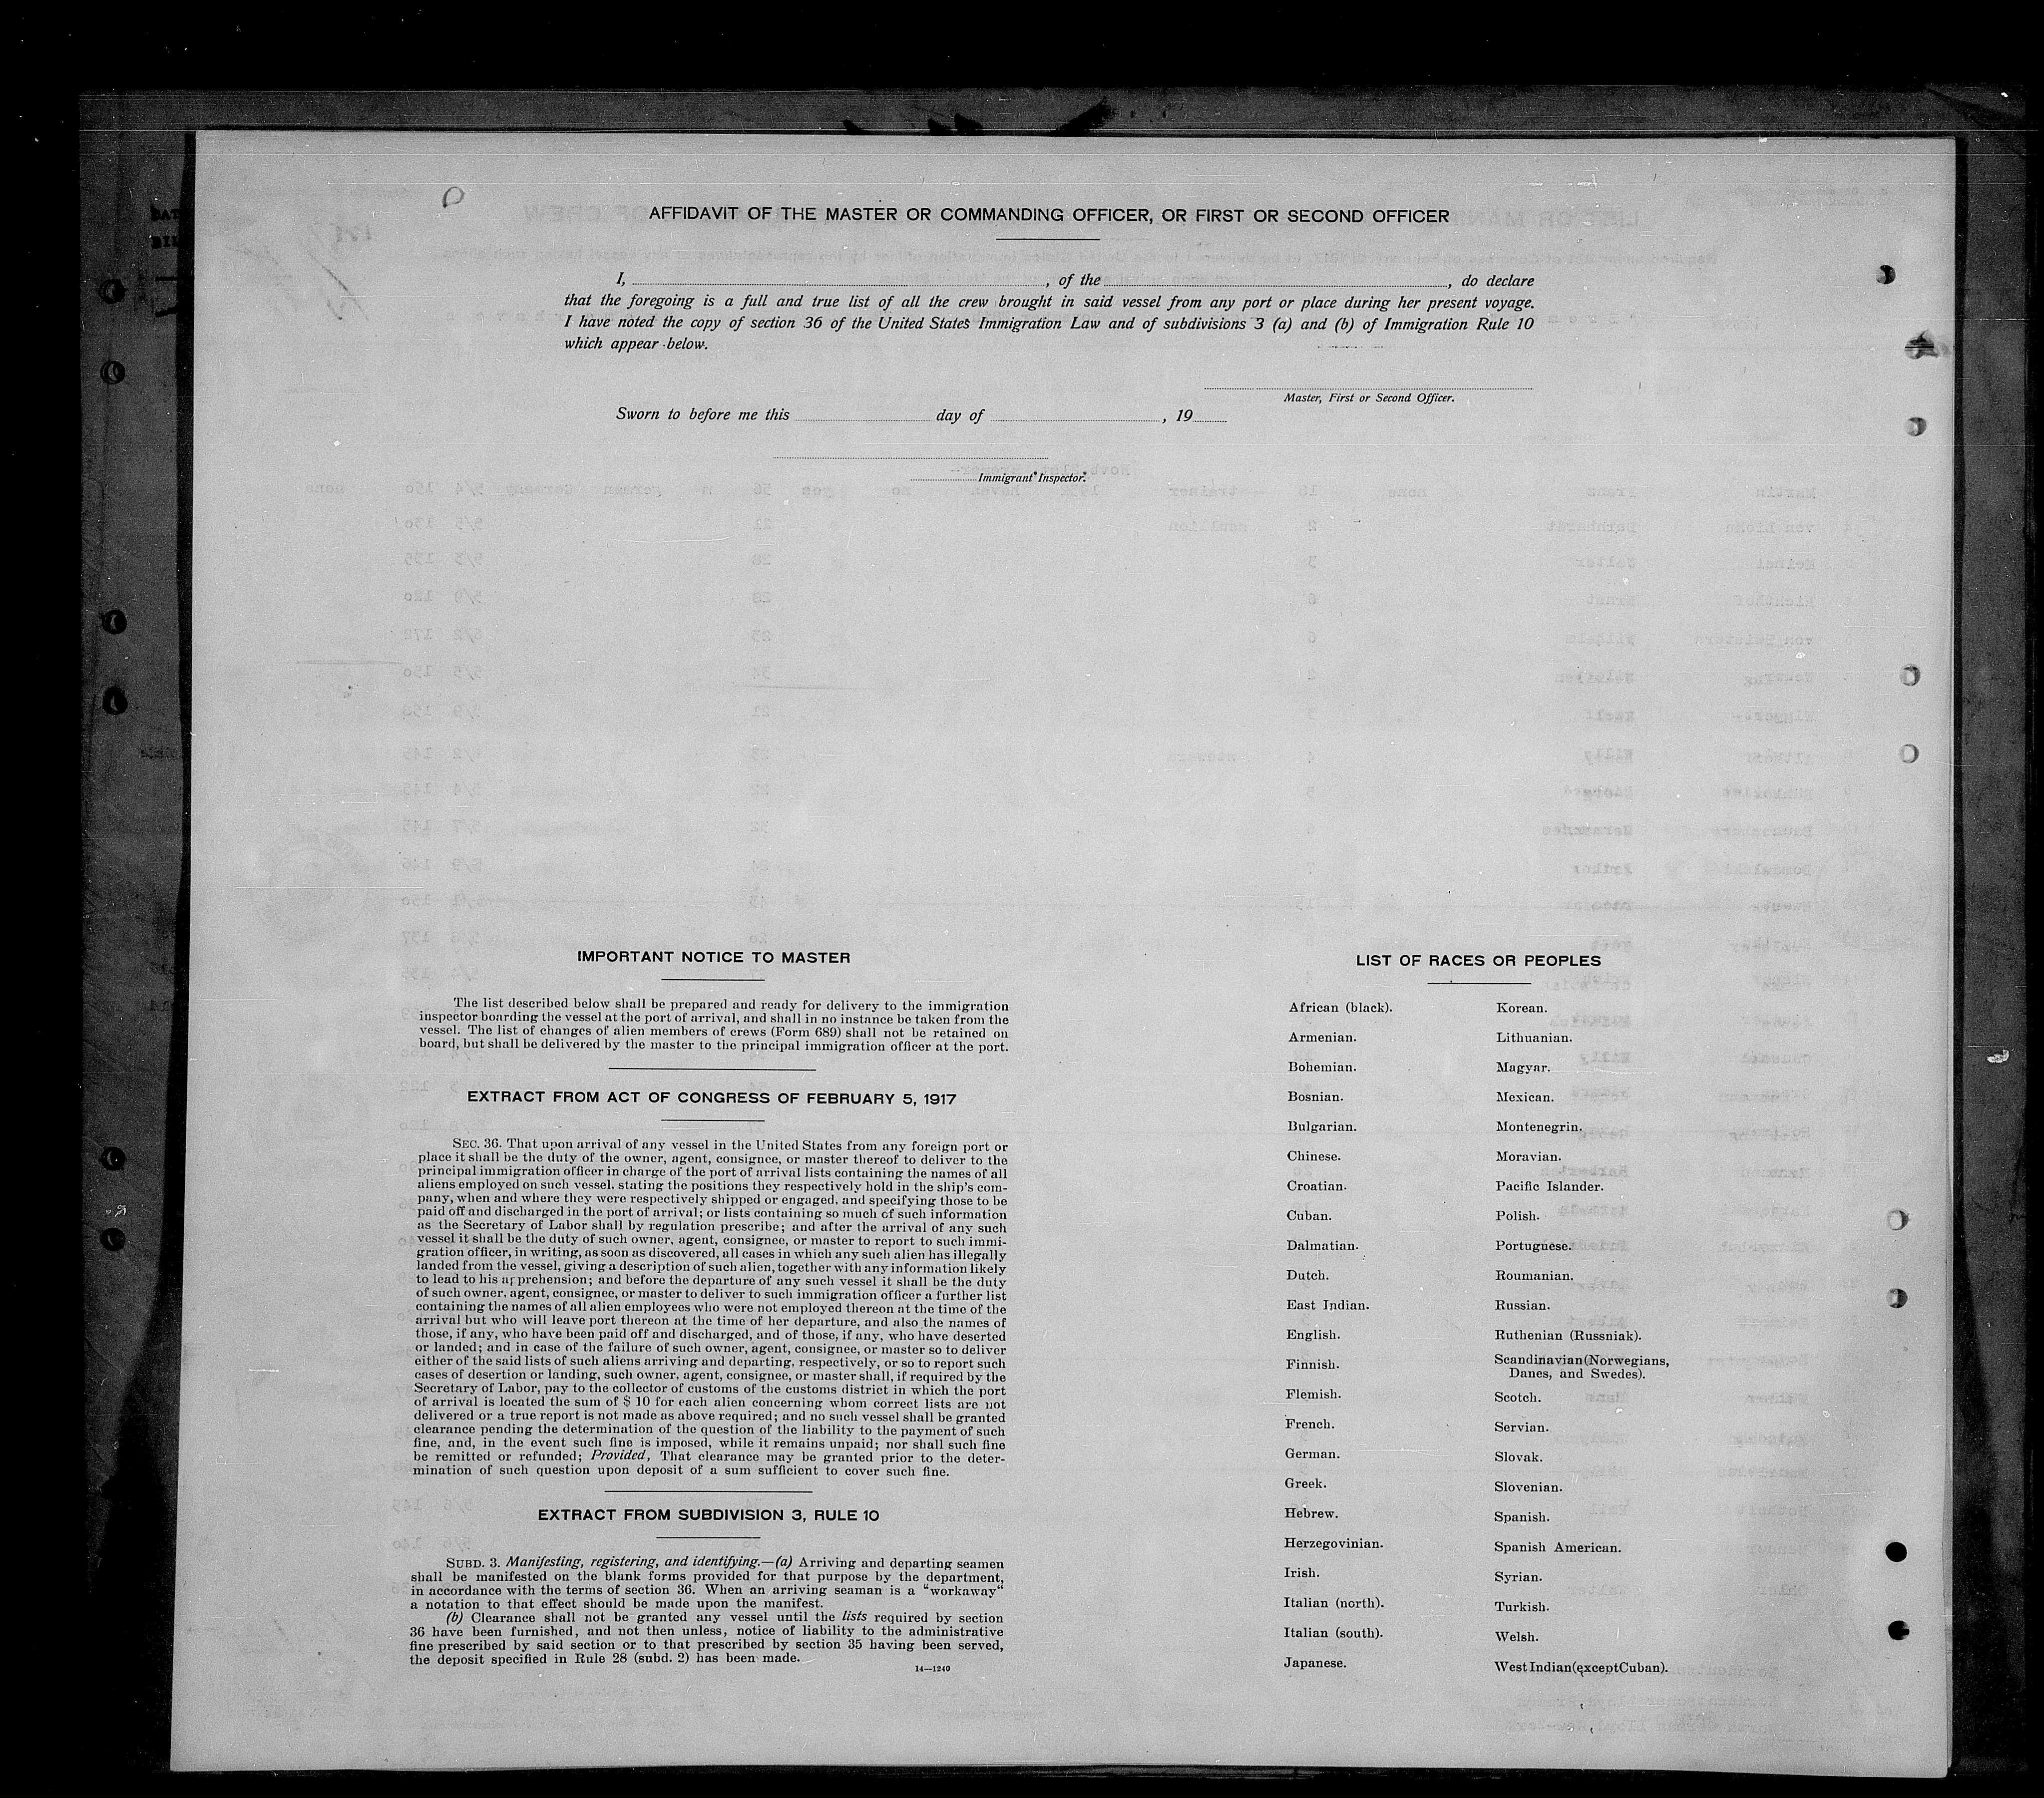 AFFIDAVIT OF THE MASTER OR COMMANDING OFFICER, OR FIRST OR SECOND OFFICER
I, , of the , do declare
that the foregoing is a full and true list of all the crew brought in said vessel from any port or place during her present voyage.
I have noted the copy of section 36 of the United States Immigration Law and of subdivisions 3 (a) and (b) of Immigration Rule 10
which appear below.
Master, First or Second Officer.
Sworn to before me this day of , 19
Immigrant Inspector.
IMPORTANT NOTICE TO MASTER
The list described below shall be prepared and ready for delivery to the immigration
inspector boarding the vessel at the port of arrival, and shall in no instance be taken from the
vessel. The list of changes of alien members of crews (Form 689) shall not be retained on
board, but shall be delivered by the master to the principal immigration officer at the port.
EXTRACT FROM ACT OF CONGRESS OF FEBRUARY 5, 1917
SEC. 36. That upon arrival of any vessel in the United States from any foreign port or
place it shall be the duty of the owner, agent, consignee, or master thereof to deliver to the
principal immigration officer in charge of the port of arrival lists containing the names of all
aliens employed on such vessel, stating the positions they respectively hold in the ship's com-
pany, when and where they were respectively shipped or engaged, and specifying those to be
paid off and discharged in the port of arrival; or lists containing so much of such information
as the Secretary of Labor shall by regulation prescribe; and after the arrival of any such
vessel it shall be the duty of such owner, agent, consignee, or master to report to such immi-
gration officer, in writing, as soon as discovered, all cases in which any such alien has illegally
landed from the vessel, giving a description of such alien, together with any information likely
to lead to his apprehension; and before the departure of any such vessel it shall be the duty
of such owner, agent, consignee, or master to deliver to such immigration officer a further list
containing the names of all alien employees who were not employed thereon at the time of the
arrival but who will leave port thereon at the time of her departure, and also the names of
those, if any, who have been paid off and discharged, and of those, if any, who have deserted
or landed; and in case of the failure of such owner, agent, consignee, or master so to deliver
either of the said lists of such aliens arriving and departing, respectively, or so to report such
cases of desertion or landing, such owner, agent, consignee, or master shall, if required by the
Secretary of Labor, pay to the collector of customs of the customs district in which the port
of arrival is located the sum of $ 10 for each alien concerning whom correct lists are not
delivered or a true report is not made as above required; and no such vessel shall be granted
clearance pending the determination of the question of the liability to the payment of such
fine, and, in the event such fine is imposed, while it remains unpaid; nor shall such fine
be remitted or refunded; Provided, That clearance may be granted prior to the deter-
mination of such question upon deposit of a sum sufficient to cover such fine.
EXTRACT FROM SUBDIVISION 3, RULE 10
SUBD. 3. Manifesting, registering, and identifying.—(a) Arriving and departing seamen
shall be manifested on the blank forms provided for that purpose by the department,
in accordance with the terms of section 36. When an arriving seaman is a “workaway“
a notation to that effect should be made upon the manifest.
(b) Clearance shall not be granted any vessel until the lists required by section
36 have been furnished, and not then unless, notice of liability to the administrative
fine prescribed by said section or to that prescribed by section 35 having been served,
the deposit specified in Rule 28 (subd. 2) has been made.
14—1240
LIST OF RACES OR PEOPLES
African (black).
Armenian.
Bohemian.
Bosnian.
Bulgarian.
Chinese.
Croatian.
Cuban.
Dalmatian.
Dutch.
East Indian.
English.
Finnish.
Flemish.
French.
German.
Greek.
Hebrew.
Herzegovinian.
Irish.
Italian (north).
Italian (south).
Japanese.
Korean.
Lithuanian.
Magyar.
Mexican.
Montenegrin.
Moravian.
Pacific Islander.
Polish.
Portuguese.
Roumanian.
Russian.
Ruthenian (Russniak).
Scandinavian(Norwegians,
Danes, and Swedes).
Scotch.
Servian.
Slovak.
Slovenian.
Spanish.
Spanish American.
Syrian.
Turkish.
Welsh.
West Indian(exceptCuban).